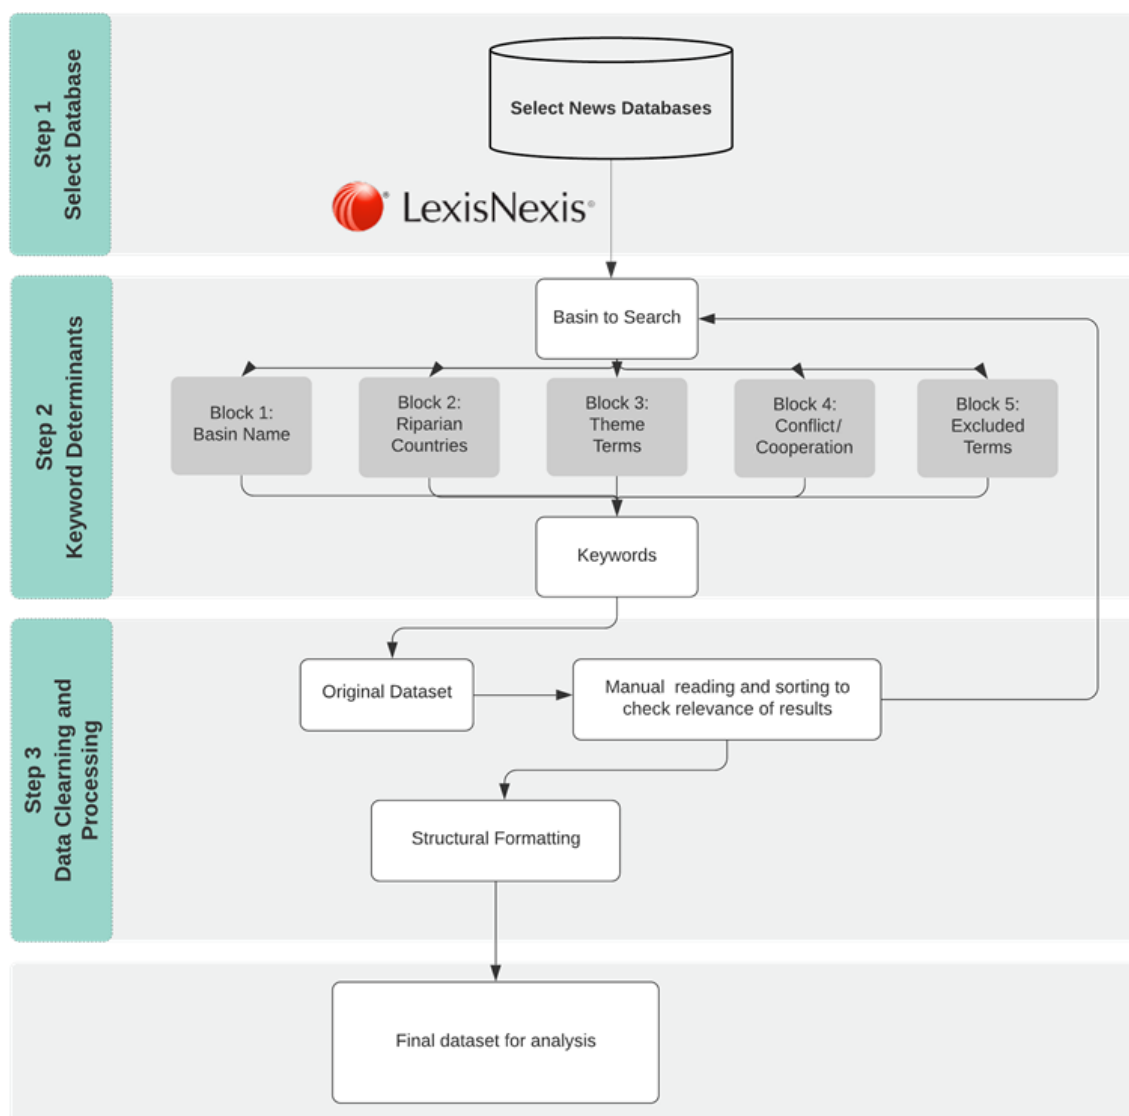 Step 1
Select Database
Select News Databases
LexisNexis®
Step 2
Keyword Determinants
Basin to Search
Block 1:
Basin Name
Block 2:
Riparian
Countries
Block 3:
Theme
Terms
Block 4:
Conflict/
Cooperation
Block 5:
Excluded
Terms
Keywords
Step 3
Data Clearning and
Processing
Original Dataset
Manual reading and sorting to
check relevance of results
Structural Formatting
Final dataset for analysis